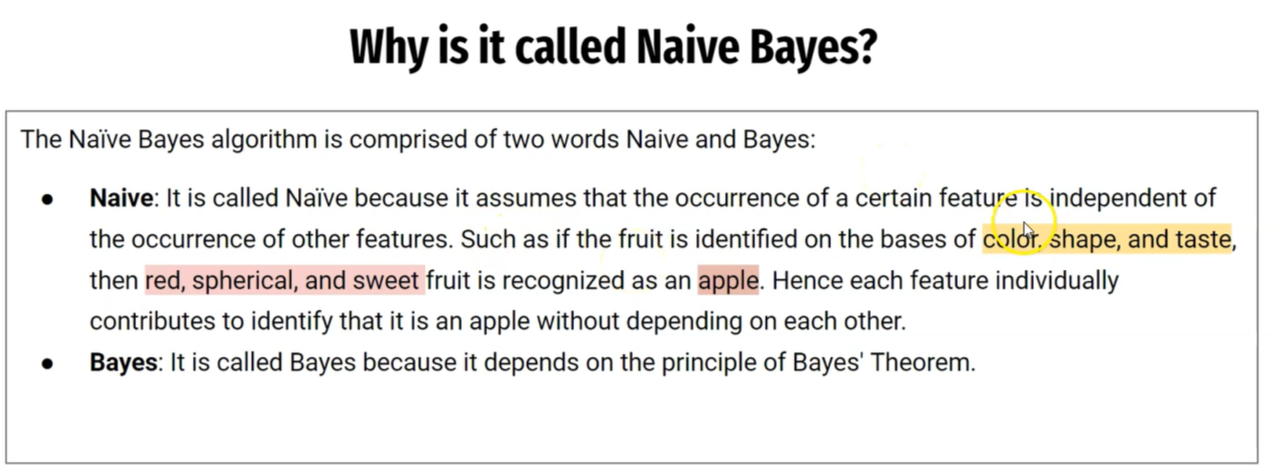 Why is it called Naive Bayes?
The Naïve Bayes algorithm is comprised of two words Naive and Bayes:
● Naive: It is called Naïve because it assumes that the occurrence of a certain feature is independent of
the occurrence of other features. Such as if the fruit is identified on the bases of color, shape, and taste,
then red, spherical, and sweet fruit is recognized as an apple. Hence each feature individually
contributes to identify that it is an apple without depending on each other.
● Bayes: It is called Bayes because it depends on the principle of Bayes' Theorem.